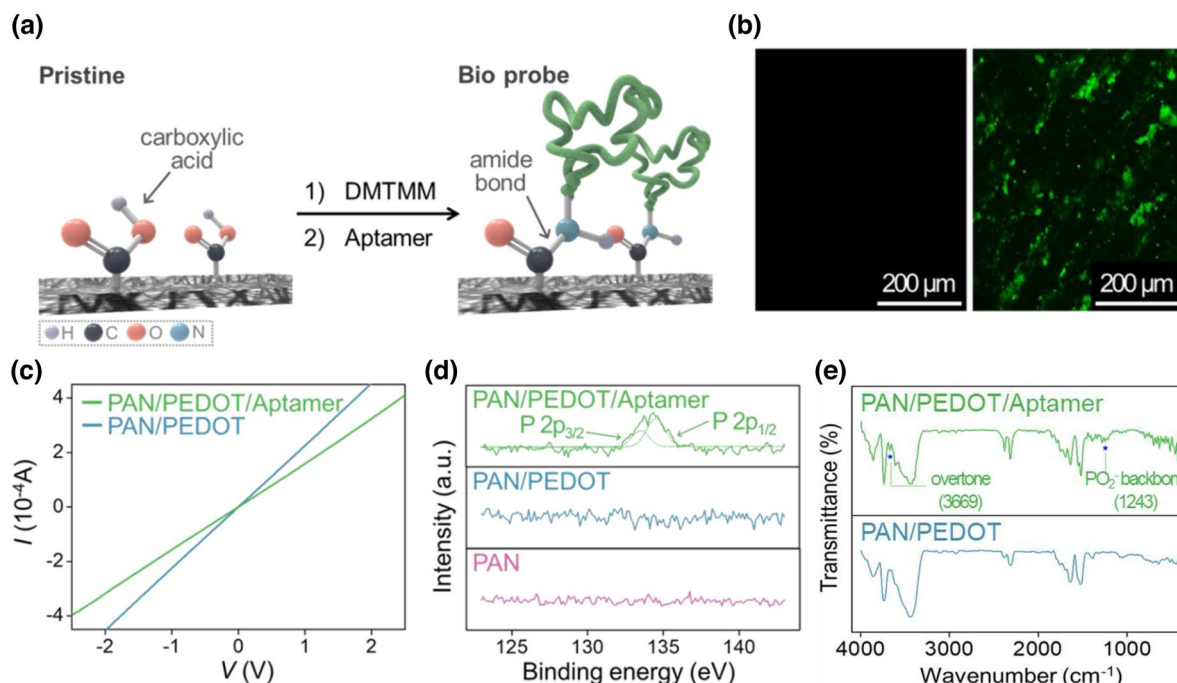 (a)
Pristine
carboxylic
acid
1) DMTMM
2) Aptamer
Bio probe
amide
bond
H C O N
(b)
200 µm
200 µm
(c)
PAN/PEDOT/Aptamer
PAN/PEDOT
4
2
0
-2
-4
I (10⁻⁴A)
-2 -1 0 1 2
V (V)
(d)
PAN/PEDOT/Aptamer
P 2p₃/₂
P 2p₁/₂
PAN/PEDOT
PAN
Intensity (a.u.)
125 130 135 140
Binding energy (eV)
(e)
PAN/PEDOT/Aptamer
overtone
(3669)
PO₂⁻ backbon
(1243)
PAN/PEDOT
Transmittance (%)
4000 3000 2000 1000
Wavenumber (cm⁻¹)